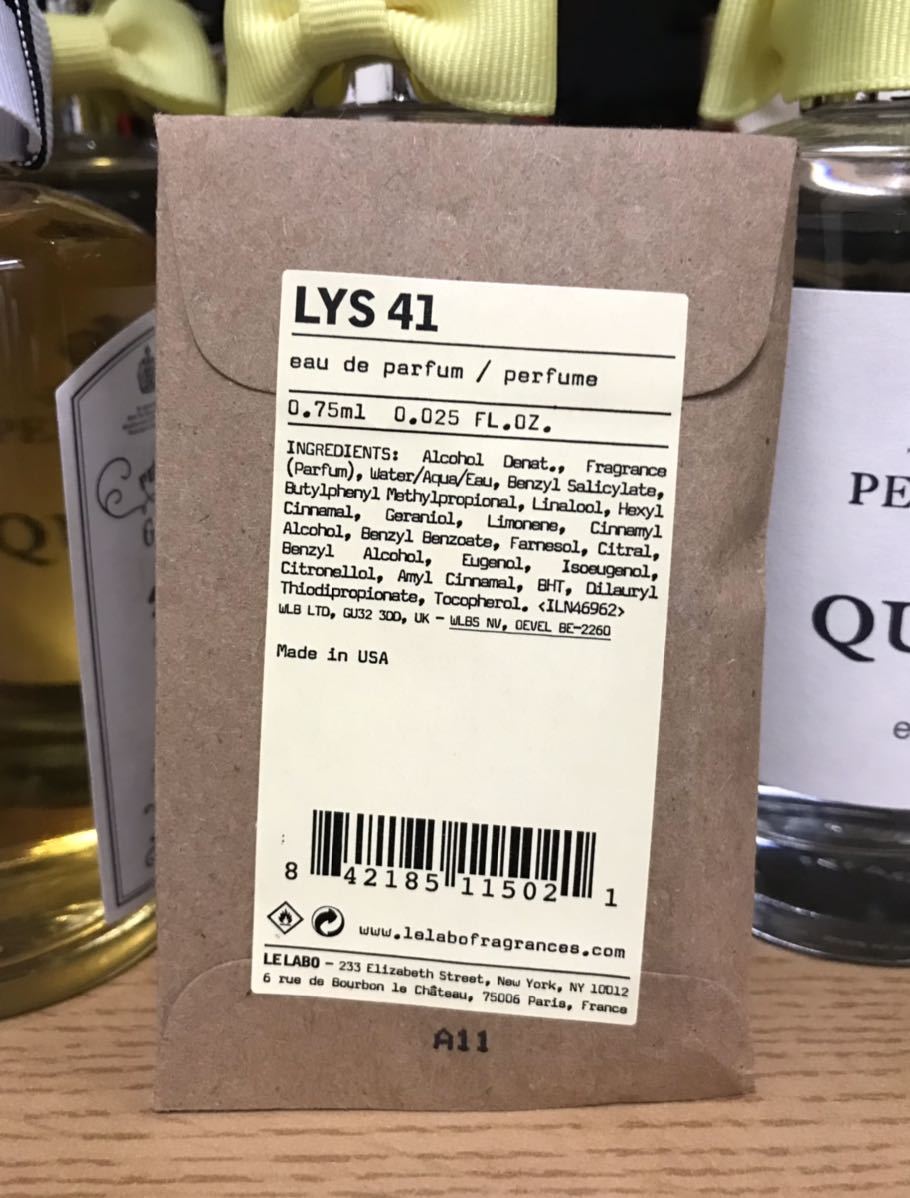 LYS 41
eau de parfum / perfume
0.75ml 0.025 FL.OZ.
INGREDIENTS: Alcohol Denat., Fragrance
(Parfum), Water/Aqua/Eau, Benzyl Salicylate,
Butylphenyl Methylpropional, Linalool, Hexyl
Cinnamal, Geraniol, Limonene, Cinnamyl
Alcohol, Benzyl Benzoate, Farnesol, Citral,
Benzyl Alcohol, Eugenol, Isoeugenol,
Citronellol, Amyl Cinnamal, BHT, Dilauryl
Thiodipropionate, Tocopherol. <ILN46962>
WLB LTD, GU32 3DD, UK - WLBS NV, OEVEL BE-2260
Made in USA
8 42185 11502 1
www.lelabofragrances.com
LE LABO - 233 Elizabeth Street, New York, NY 10012
6 rue de Bourbon le Château, 75006 Paris, France
A11
PE
QU
e